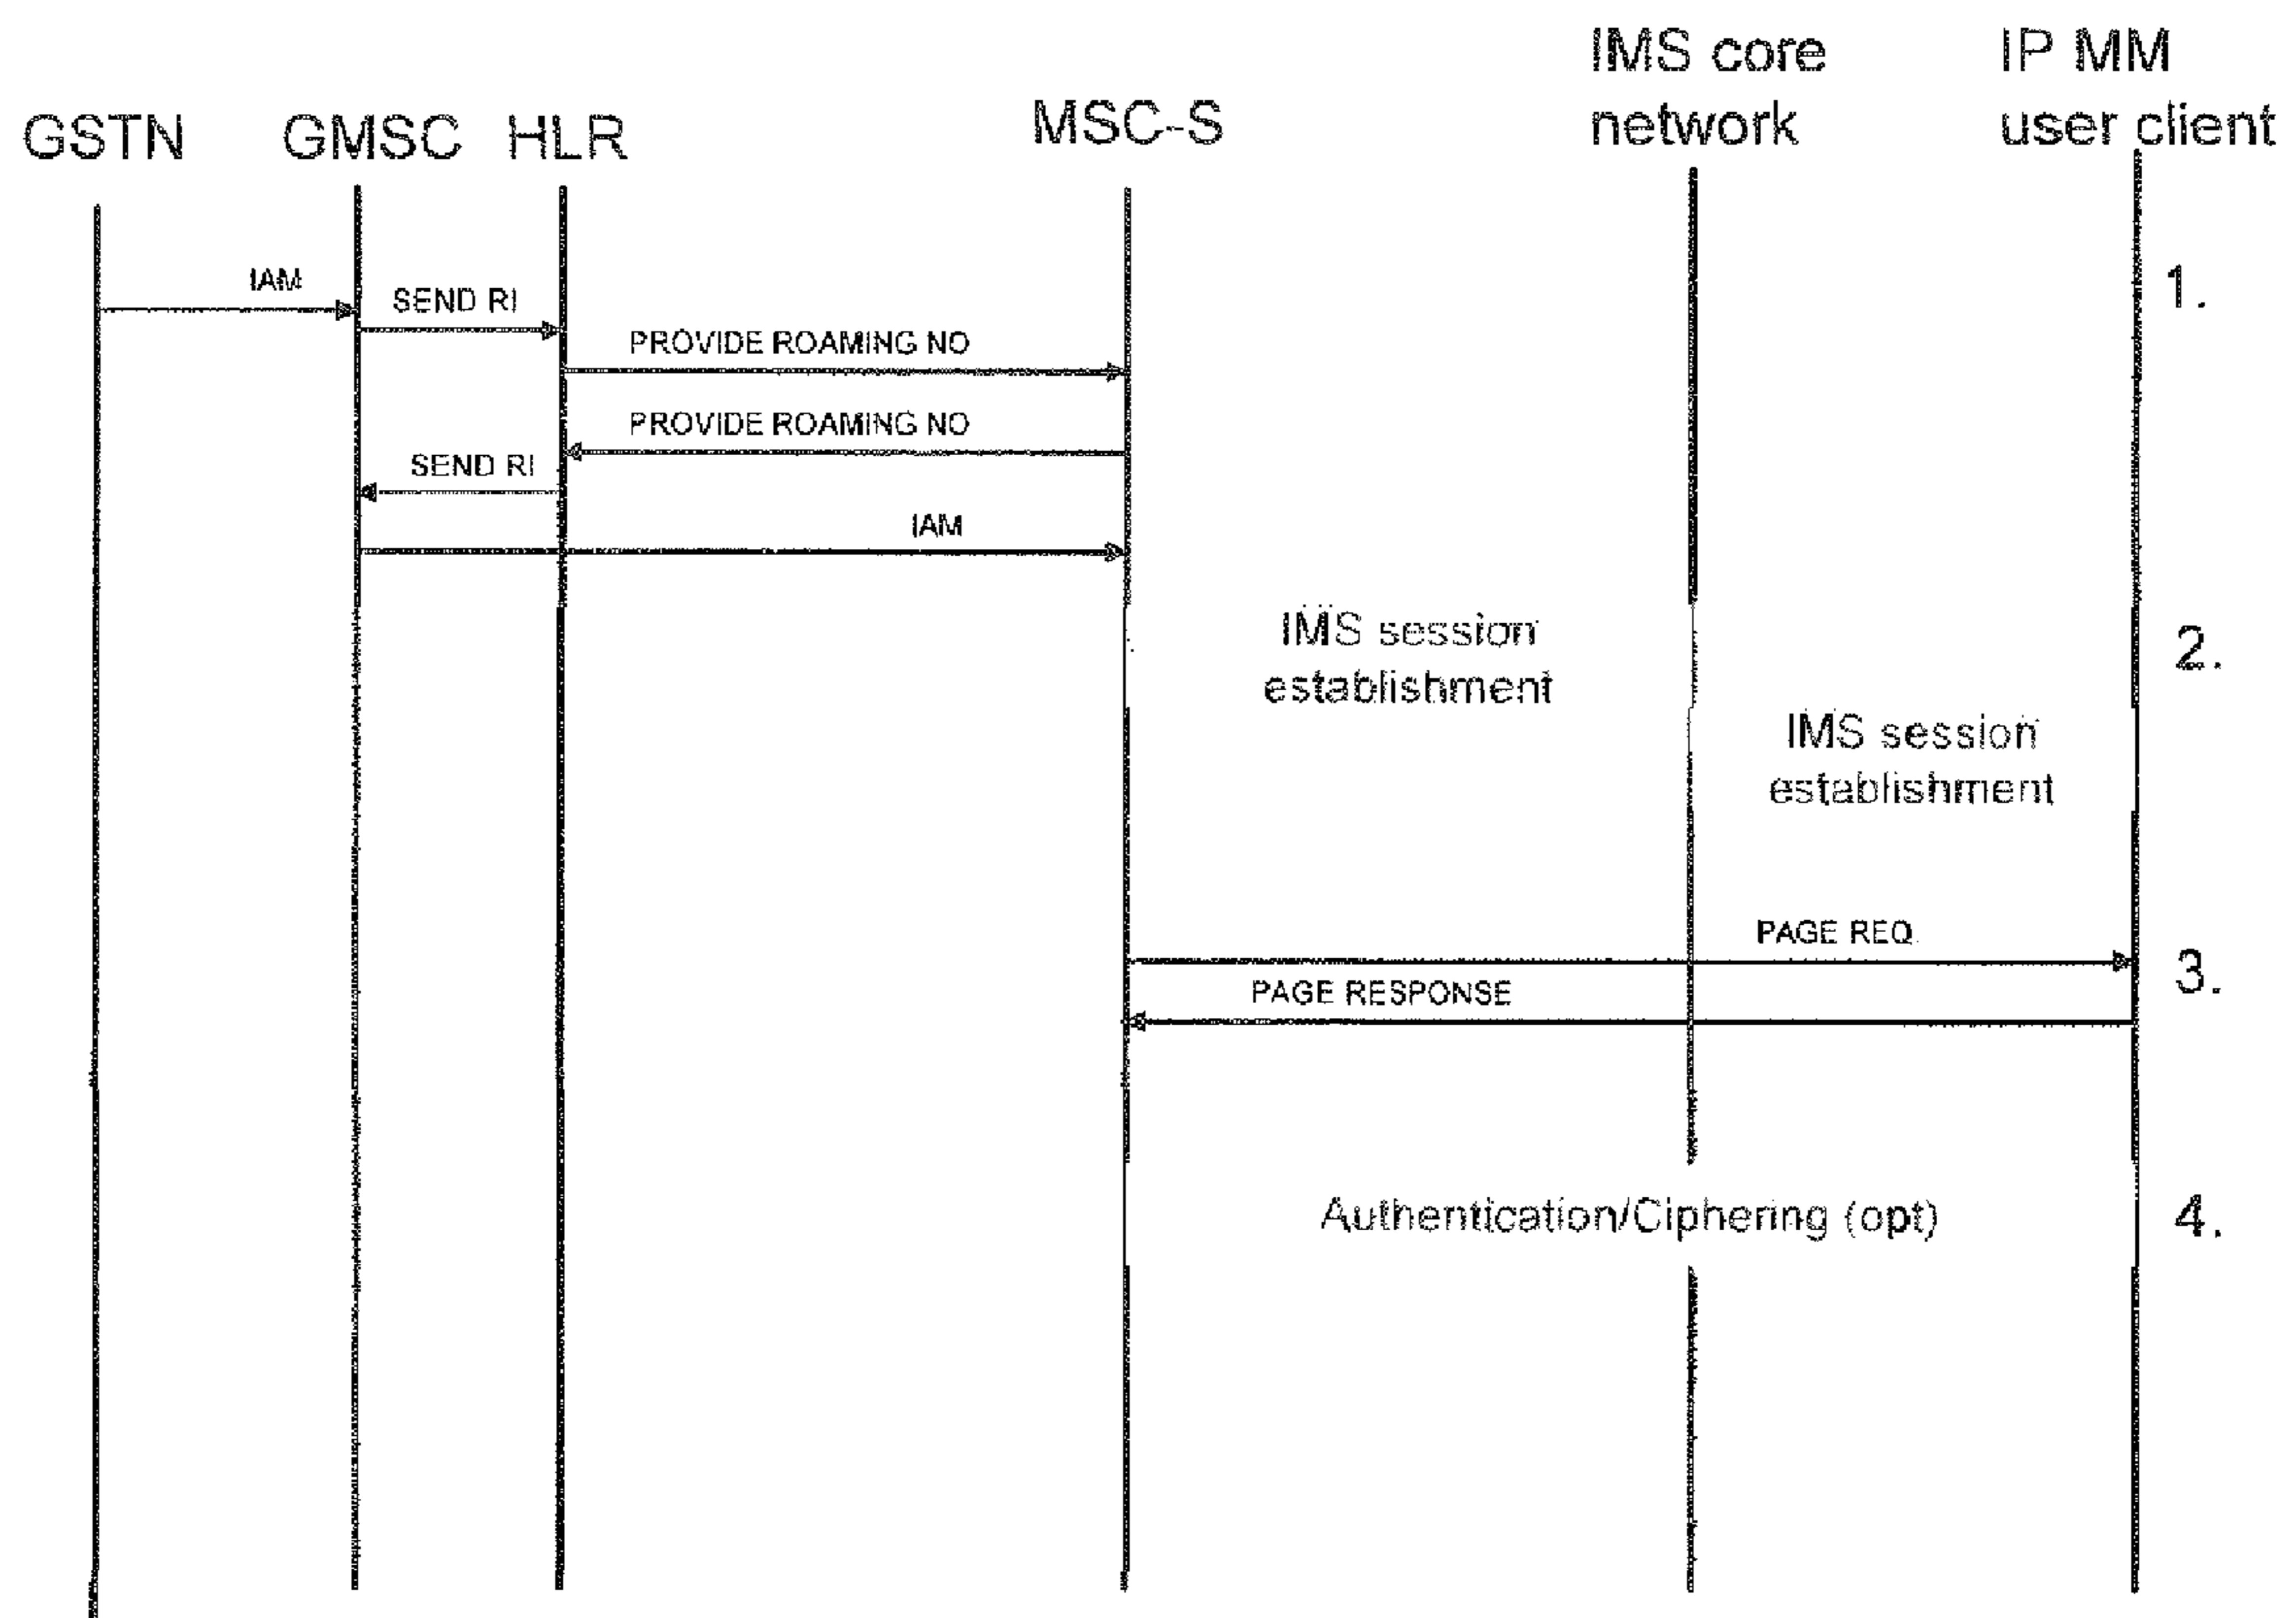 IMS core
network
IP MM
user client
GSTN
GMSC
HLR
MSC-S
IAM
SEND RI
1.
PROVIDE ROAMING NO
PROVIDE ROAMING NO
SEND RI
IAM
IMS session
establishment
2.
IMS session
establishment
PAGE REQ.
3.
PAGE RESPONSE
Authentication/Ciphering (opt)
4.